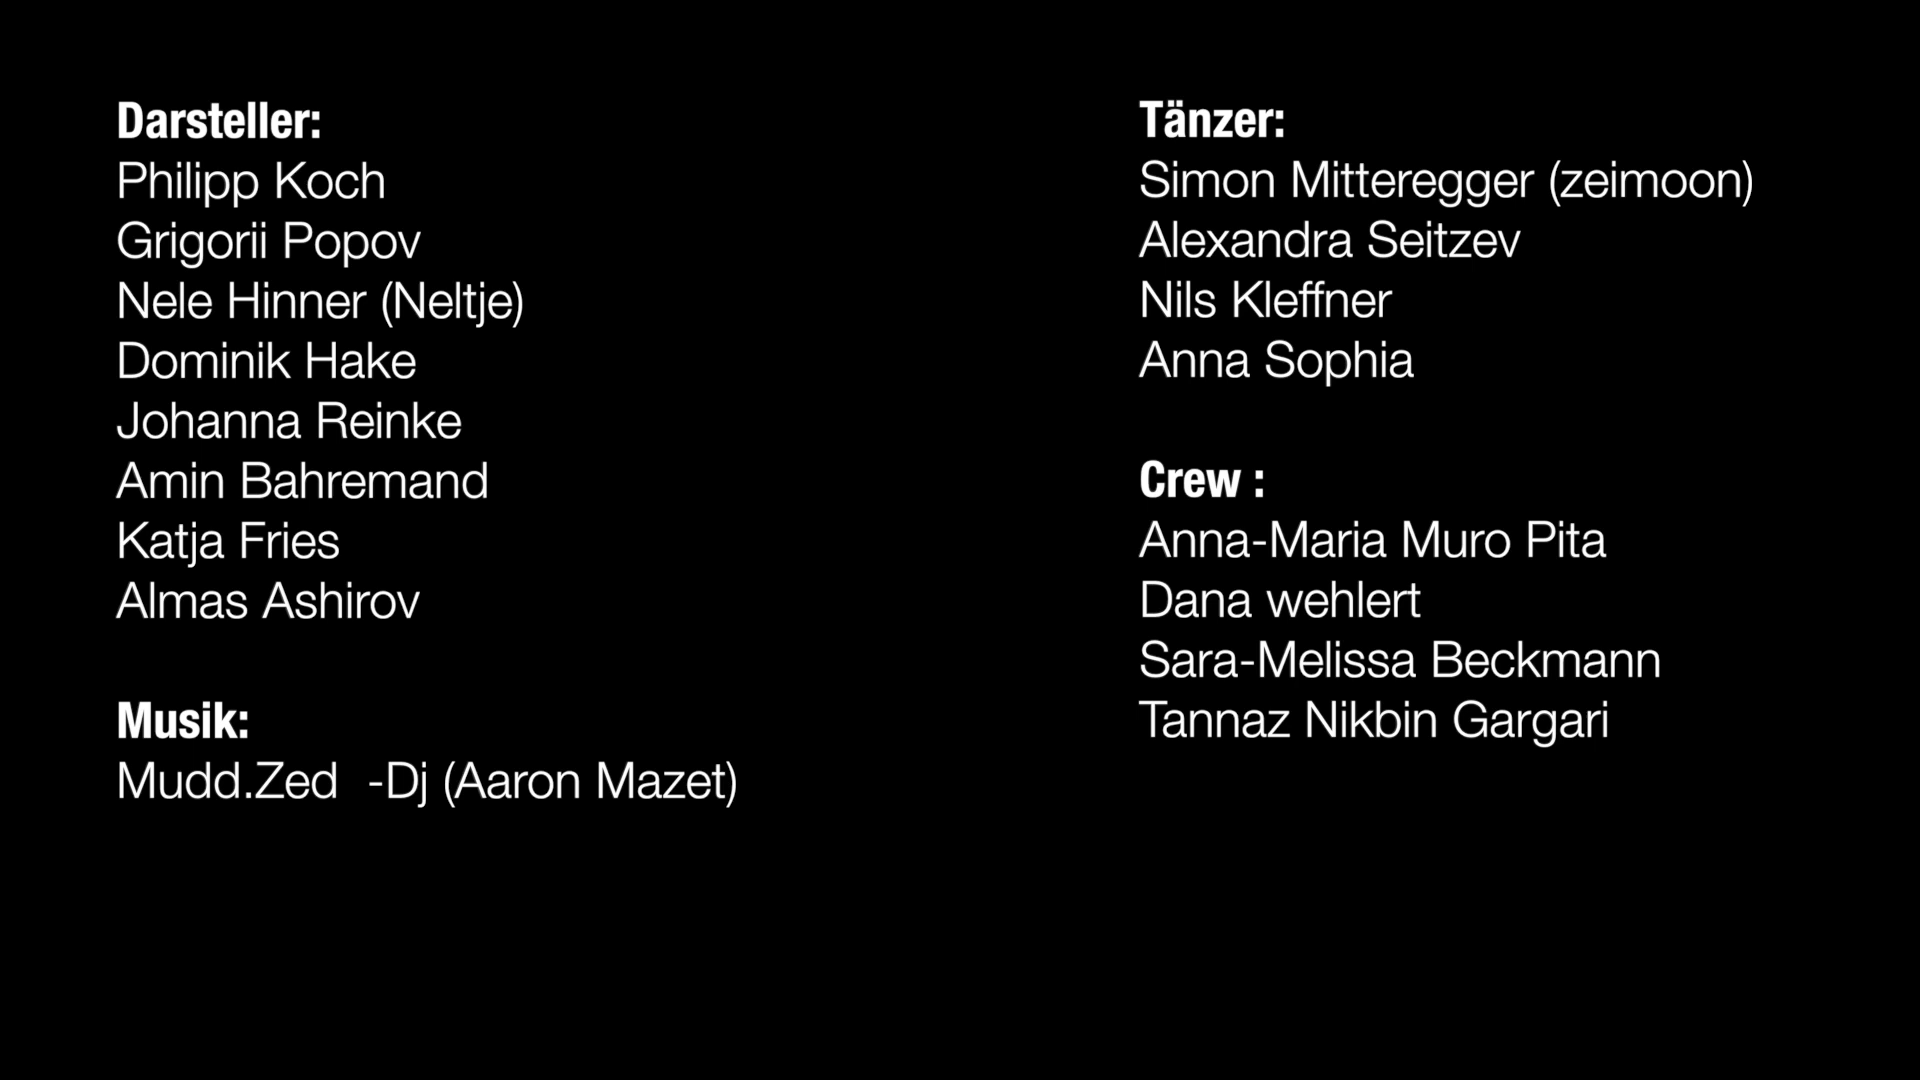 Darsteller:
Philipp Koch
Grigorii Popov
Nele Hinner (Neltje)
Dominik Hake
Johanna Reinke
Amin Bahremand
Katja Fries
Almas Ashirov
Musik:
Mudd.Zed  -Dj (Aaron Mazet)
Tänzer:
Simon Mitteregger (zeimoon)
Alexandra Seitzev
Nils Kleffner
Anna Sophia
Crew :
Anna-Maria Muro Pita
Dana wehlert
Sara-Melissa Beckmann
Tannaz Nikbin Gargari